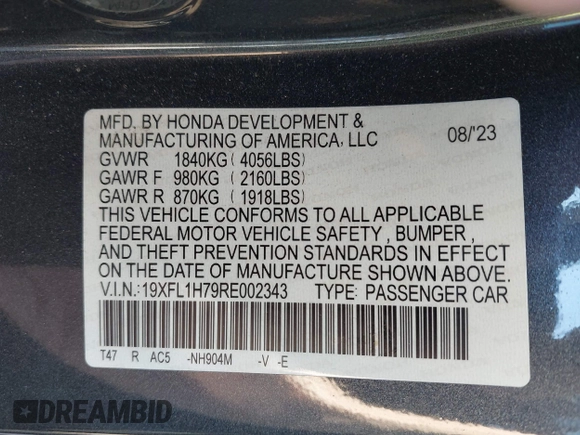 MFD. BY HONDA DEVELOPMENT &
MANUFACTURING OF AMERICA, LLC 08/'23
GVWR 1840KG ( 4056LBS )
GAWR F 980KG ( 2160LBS )
GAWR R 870KG ( 1918LBS )
THIS VEHICLE CONFORMS TO ALL APPLICABLE
FEDERAL MOTOR VEHICLE SAFETY , BUMPER ,
AND THEFT PREVENTION STANDARDS IN EFFECT
ON THE DATE OF MANUFACTURE SHOWN ABOVE.
V.I.N.:19XFL1H79RE002343 TYPE: PASSENGER CAR
T47 R AC5 -NH904M -V -E
DREAMBID